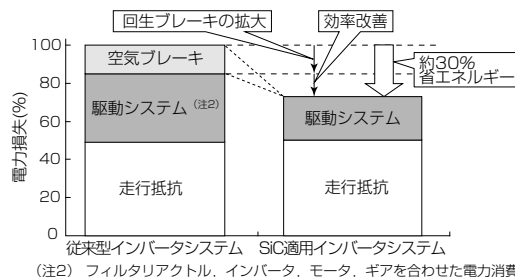 回生ブレーキの拡大
効率改善
100
80
60
40
20
0
電力損失(%)
空気ブレーキ
駆動システム（注2）
走行抵抗
駆動システム
走行抵抗
約30%
省エネルギー
従来型インバータシステム
SiC適用インバータシステム
（注2） フィルタリアクトル，インバータ，モータ，ギアを合わせた電力消費